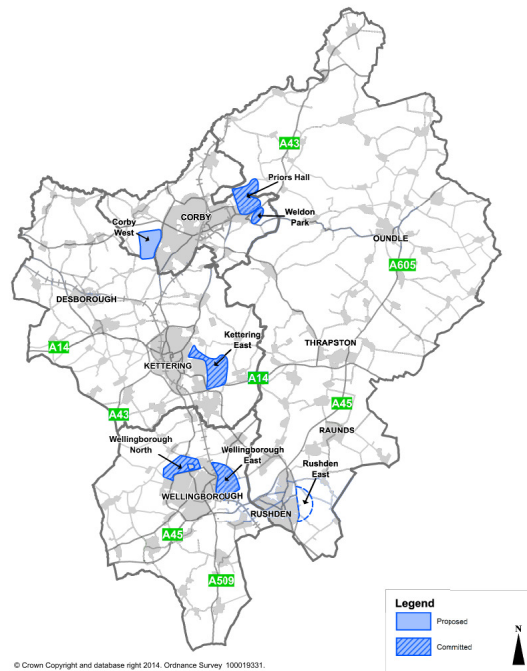 A43
Priors Hall
CORBY
Corby
West
Weldon
Park
OUNDLE
A605
DESBOROUGH
Kettering
East
THRAPSTON
A14
KETTERING
A14
A45
A43
RAUNDS
Wellingborough
North
Wellingborough
East
Rushden
East
WELLINGBOROUGH
RUSHDEN
A45
A509
Legend
Proposed
Committed
N
© Crown Copyright and database right 2014. Ordnance Survey 100019331.